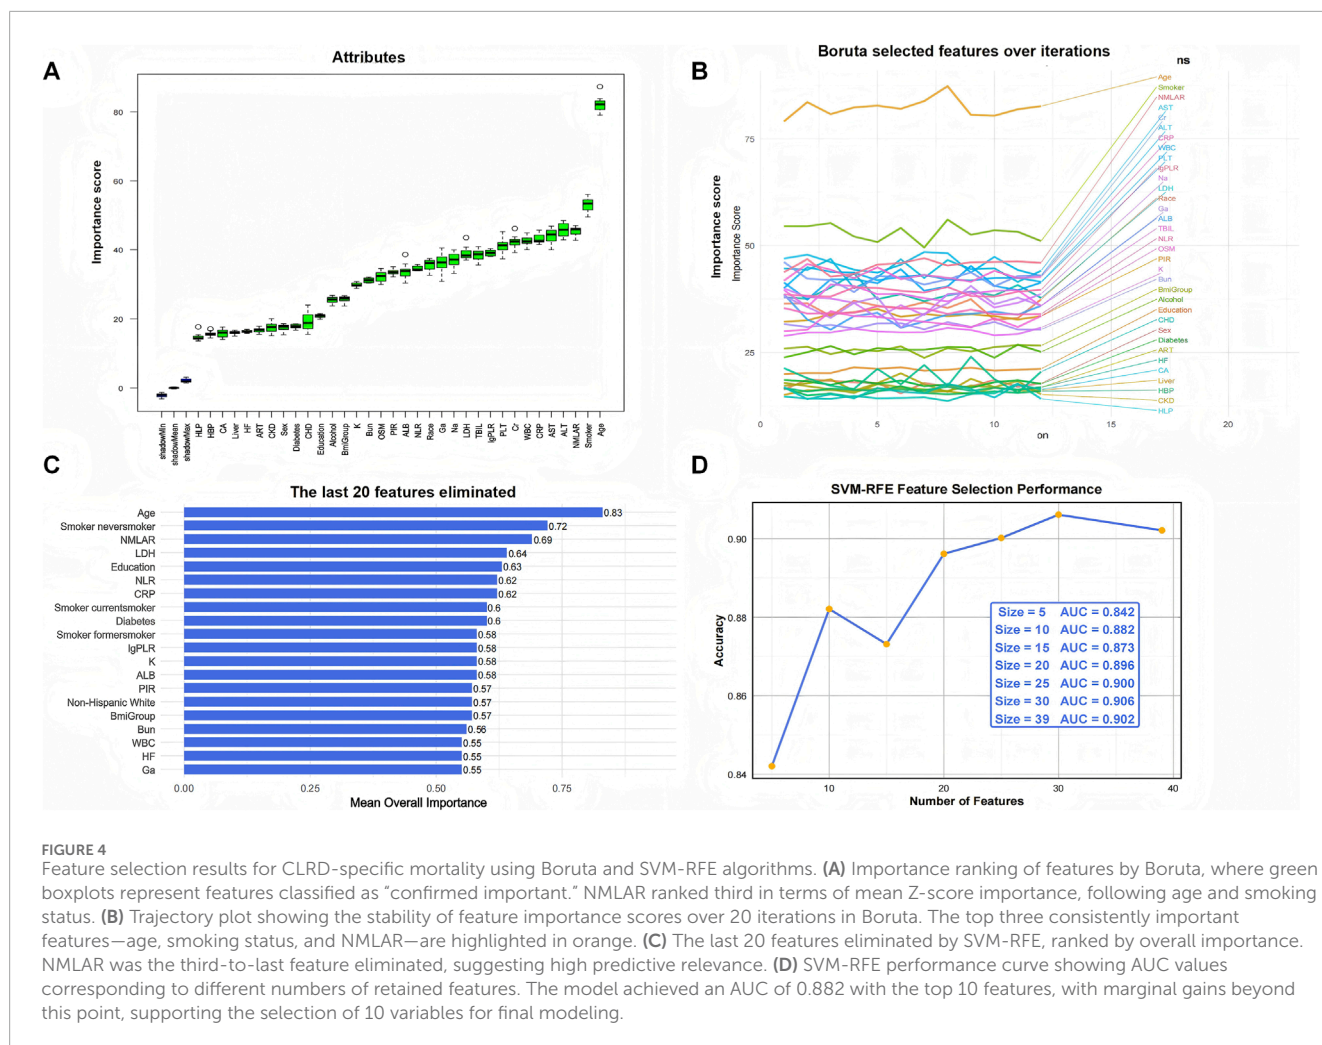 A
Attributes
Importance score
80
60
40
20
0
shadowMin
shadowMean
shadowMax
HLP
HBP
CA
Liver
HF
ART
CKD
Sex
Diabetes
CHD
Education
Alcohol
BmiGroup
K
Bun
OSM
PIR
ALB
NLR
Race
Ga
Na
LDH
TBIL
lgPLR
PLT
Cr
WBC
CRP
AST
ALT
NMLAR
Smoker
Age
B
Boruta selected features over iterations
ns
Importance score
Importance Score
75
50
25
0
5
10
15
20
on
Age
Smoker
NMLAR
AST
Cr
ALT
CRP
WBC
PLT
lgPLR
Na
LDH
Race
Ga
ALB
TBIL
NLR
OSM
PIR
K
Bun
BmiGroup
Alcohol
Education
CHD
Sex
Diabetes
ART
HF
CA
Liver
HBP
CKD
HLP
C
The last 20 features eliminated
Age 0.83
Smoker neversmoker 0.72
NMLAR 0.69
LDH 0.64
Education 0.63
NLR 0.62
CRP 0.62
Smoker currentsmoker 0.6
Diabetes 0.6
Smoker formersmoker 0.58
lgPLR 0.58
K 0.58
ALB 0.58
PIR 0.57
Non-Hispanic White 0.57
BmiGroup 0.57
Bun 0.56
WBC 0.55
HF 0.55
Ga 0.55
0.00 0.25 0.50 0.75
Mean Overall Importance
D
SVM-RFE Feature Selection Performance
Accuracy
0.90
0.88
0.86
0.84
Size = 5 AUC = 0.842
Size = 10 AUC = 0.882
Size = 15 AUC = 0.873
Size = 20 AUC = 0.896
Size = 25 AUC = 0.900
Size = 30 AUC = 0.906
Size = 39 AUC = 0.902
10 20 30 40
Number of Features
FIGURE 4
Feature selection results for CLRD-specific mortality using Boruta and SVM-RFE algorithms. (A) Importance ranking of features by Boruta, where green
boxplots represent features classified as “confirmed important.” NMLAR ranked third in terms of mean Z-score importance, following age and smoking
status. (B) Trajectory plot showing the stability of feature importance scores over 20 iterations in Boruta. The top three consistently important
features—age, smoking status, and NMLAR—are highlighted in orange. (C) The last 20 features eliminated by SVM-RFE, ranked by overall importance.
NMLAR was the third-to-last feature eliminated, suggesting high predictive relevance. (D) SVM-RFE performance curve showing AUC values
corresponding to different numbers of retained features. The model achieved an AUC of 0.882 with the top 10 features, with marginal gains beyond
this point, supporting the selection of 10 variables for final modeling.